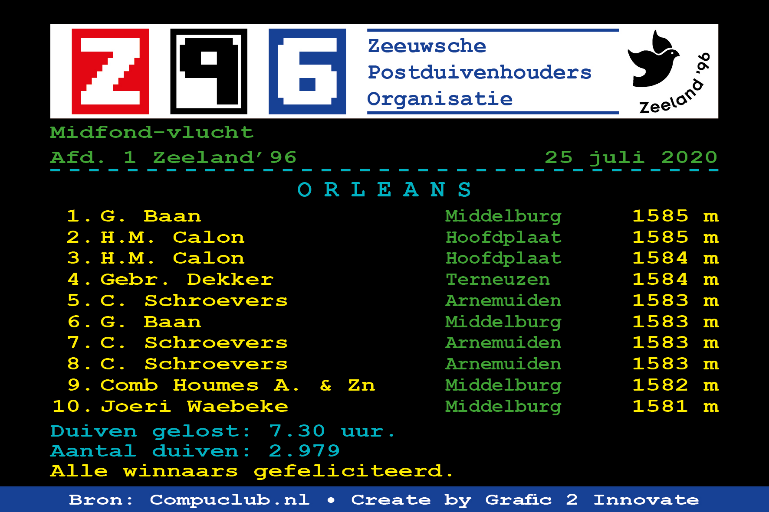 Z96
Zeeuwsche
Postduivenhouders
Organisatie
Zeeland '96
Midfond-vlucht
Afd. 1 Zeeland'96 25 juli 2020
ORLEANS
1. G. Baan Middelburg 1585 m
2. H.M. Calon Hoofdplaat 1585 m
3. H.M. Calon Hoofdplaat 1584 m
4. Gebr. Dekker Terneuzen 1584 m
5. C. Schroevers Arnemuiden 1583 m
6. G. Baan Middelburg 1583 m
7. C. Schroevers Arnemuiden 1583 m
8. C. Schroevers Arnemuiden 1583 m
9. Comb Houmes A. & Zn Middelburg 1582 m
10. Joeri Waebeke Middelburg 1581 m
Duiven gelost: 7.30 uur.
Aantal duiven: 2.979
Alle winnaars gefeliciteerd.
Bron: Compuclub.nl • Create by Grafic 2 Innovate